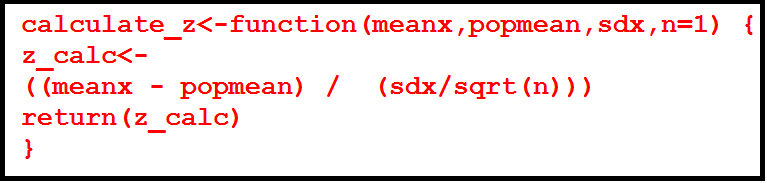 calculate_z<-function(meanx,popmean,sdx,n=1) {
z_calc<-
((meanx - popmean) /  (sdx/sqrt(n)))
return(z_calc)
}